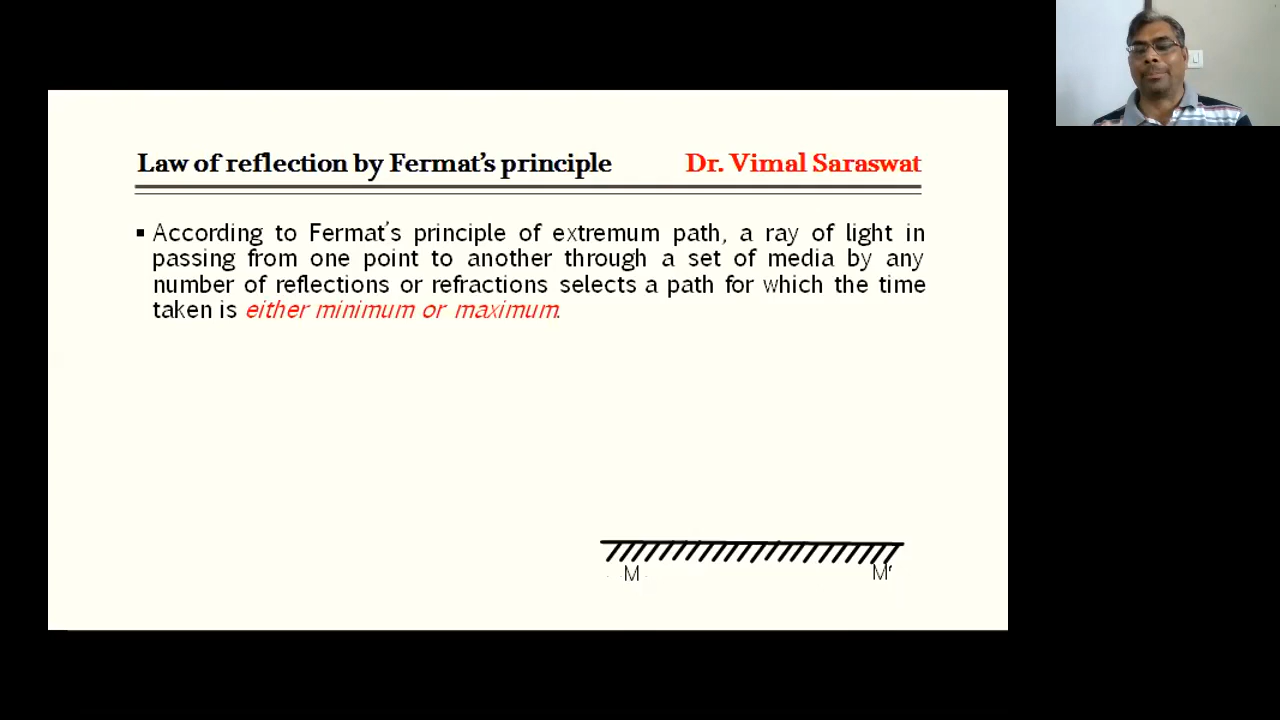 Law of reflection by Fermat's principle Dr. Vimal Saraswat
▪ According to Fermat's principle of extremum path, a ray of light in
passing from one point to another through a set of media by any
number of reflections or refractions selects a path for which the time
taken is either minimum or maximum.
M M'